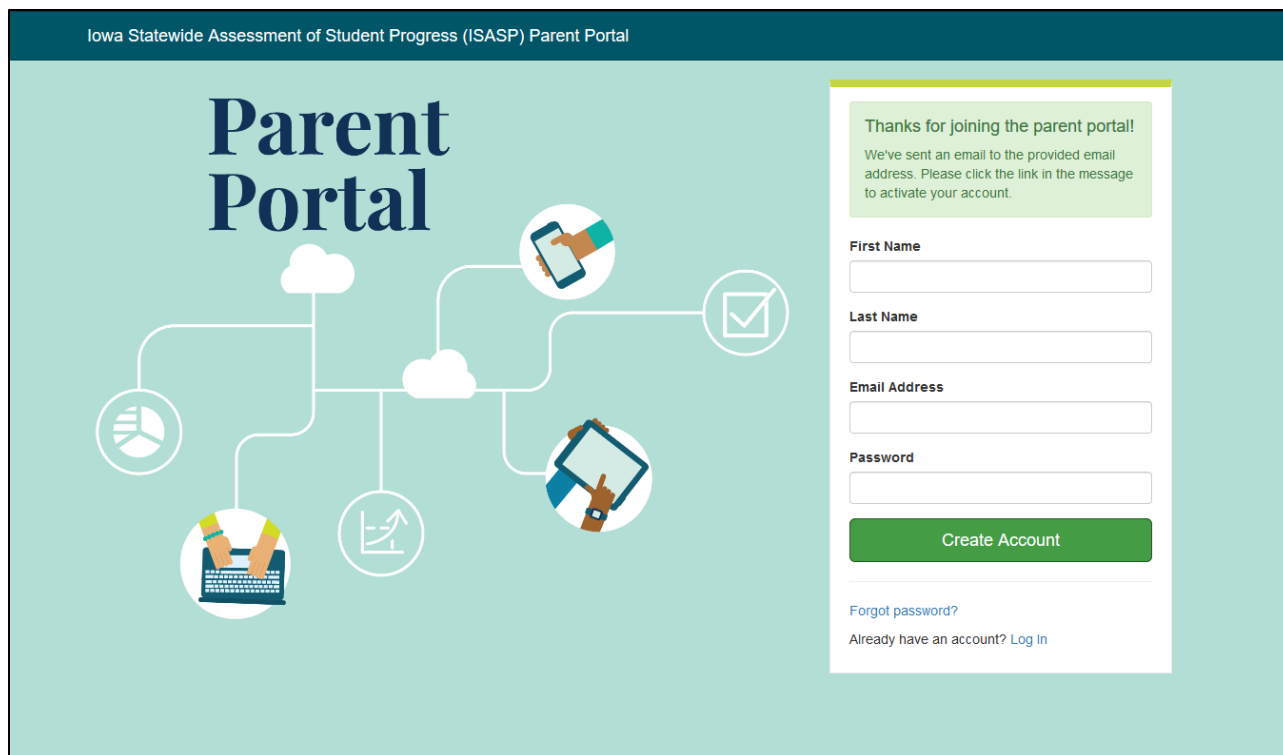 Iowa Statewide Assessment of Student Progress (ISASP) Parent Portal
Parent
Portal
Thanks for joining the parent portal!
We've sent an email to the provided email
address. Please click the link in the message
to activate your account.
First Name
Last Name
Email Address
Password
Create Account
Forgot password?
Already have an account? Log In